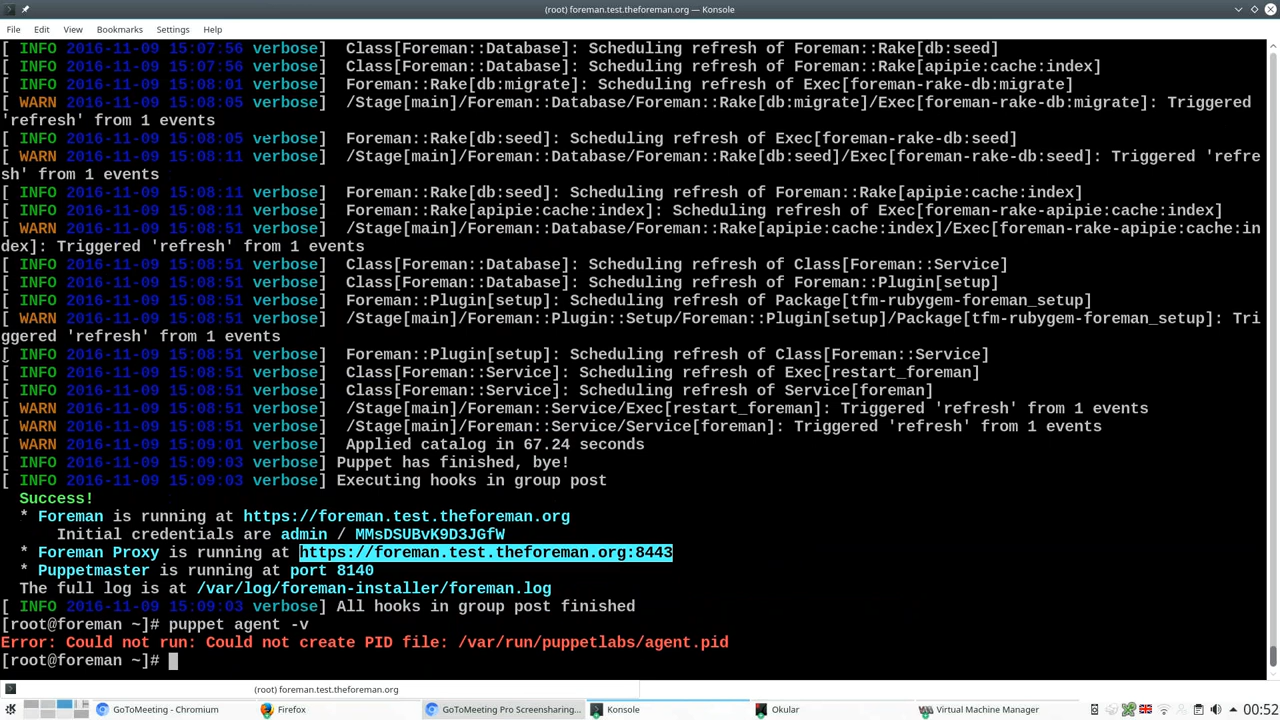 (root) foreman.test.theforeman.org — Konsole
File Edit View Bookmarks Settings Help
[ INFO 2016-11-09 15:07:56 verbose]  Class[Foreman::Database]: Scheduling refresh of Foreman::Rake[db:seed]
[ INFO 2016-11-09 15:07:56 verbose]  Class[Foreman::Database]: Scheduling refresh of Foreman::Rake[apipie:cache:index]
[ INFO 2016-11-09 15:08:01 verbose]  Foreman::Rake[db:migrate]: Scheduling refresh of Exec[foreman-rake-db:migrate]
[ WARN 2016-11-09 15:08:05 verbose]  /Stage[main]/Foreman::Database/Foreman::Rake[db:migrate]/Exec[foreman-rake-db:migrate]: Triggered
'refresh' from 1 events
[ INFO 2016-11-09 15:08:05 verbose]  Foreman::Rake[db:seed]: Scheduling refresh of Exec[foreman-rake-db:seed]
[ WARN 2016-11-09 15:08:11 verbose]  /Stage[main]/Foreman::Database/Foreman::Rake[db:seed]/Exec[foreman-rake-db:seed]: Triggered 'refre
sh' from 1 events
[ INFO 2016-11-09 15:08:11 verbose]  Foreman::Rake[db:seed]: Scheduling refresh of Foreman::Rake[apipie:cache:index]
[ INFO 2016-11-09 15:08:11 verbose]  Foreman::Rake[apipie:cache:index]: Scheduling refresh of Exec[foreman-rake-apipie:cache:index]
[ WARN 2016-11-09 15:08:51 verbose]  /Stage[main]/Foreman::Database/Foreman::Rake[apipie:cache:index]/Exec[foreman-rake-apipie:cache:in
dex]: Triggered 'refresh' from 1 events
[ INFO 2016-11-09 15:08:51 verbose]  Class[Foreman::Database]: Scheduling refresh of Class[Foreman::Service]
[ INFO 2016-11-09 15:08:51 verbose]  Class[Foreman::Database]: Scheduling refresh of Foreman::Plugin[setup]
[ INFO 2016-11-09 15:08:51 verbose]  Foreman::Plugin[setup]: Scheduling refresh of Package[tfm-rubygem-foreman_setup]
[ WARN 2016-11-09 15:08:51 verbose]  /Stage[main]/Foreman::Plugin::Setup/Foreman::Plugin[setup]/Package[tfm-rubygem-foreman_setup]: Tri
ggered 'refresh' from 1 events
[ INFO 2016-11-09 15:08:51 verbose]  Foreman::Plugin[setup]: Scheduling refresh of Class[Foreman::Service]
[ INFO 2016-11-09 15:08:51 verbose]  Class[Foreman::Service]: Scheduling refresh of Exec[restart_foreman]
[ INFO 2016-11-09 15:08:51 verbose]  Class[Foreman::Service]: Scheduling refresh of Service[foreman]
[ WARN 2016-11-09 15:08:51 verbose]  /Stage[main]/Foreman::Service/Exec[restart_foreman]: Triggered 'refresh' from 1 events
[ WARN 2016-11-09 15:08:51 verbose]  /Stage[main]/Foreman::Service/Service[foreman]: Triggered 'refresh' from 1 events
[ WARN 2016-11-09 15:09:01 verbose]  Applied catalog in 67.24 seconds
[ INFO 2016-11-09 15:09:03 verbose] Puppet has finished, bye!
[ INFO 2016-11-09 15:09:03 verbose] Executing hooks in group post
Success!
* Foreman is running at https://foreman.test.theforeman.org
Initial credentials are admin / MMsDSUBvK9D3JGfW
* Foreman Proxy is running at https://foreman.test.theforeman.org:8443
* Puppetmaster is running at port 8140
The full log is at /var/log/foreman-installer/foreman.log
[ INFO 2016-11-09 15:09:03 verbose] All hooks in group post finished
[root@foreman ~]# puppet agent -v
Error: Could not run: Could not create PID file: /var/run/puppetlabs/agent.pid
[root@foreman ~]#
(root) foreman.test.theforeman.org
GoToMeeting - Chromium Firefox GoToMeeting Pro Screensharing... Konsole Okular Virtual Machine Manager 00:52